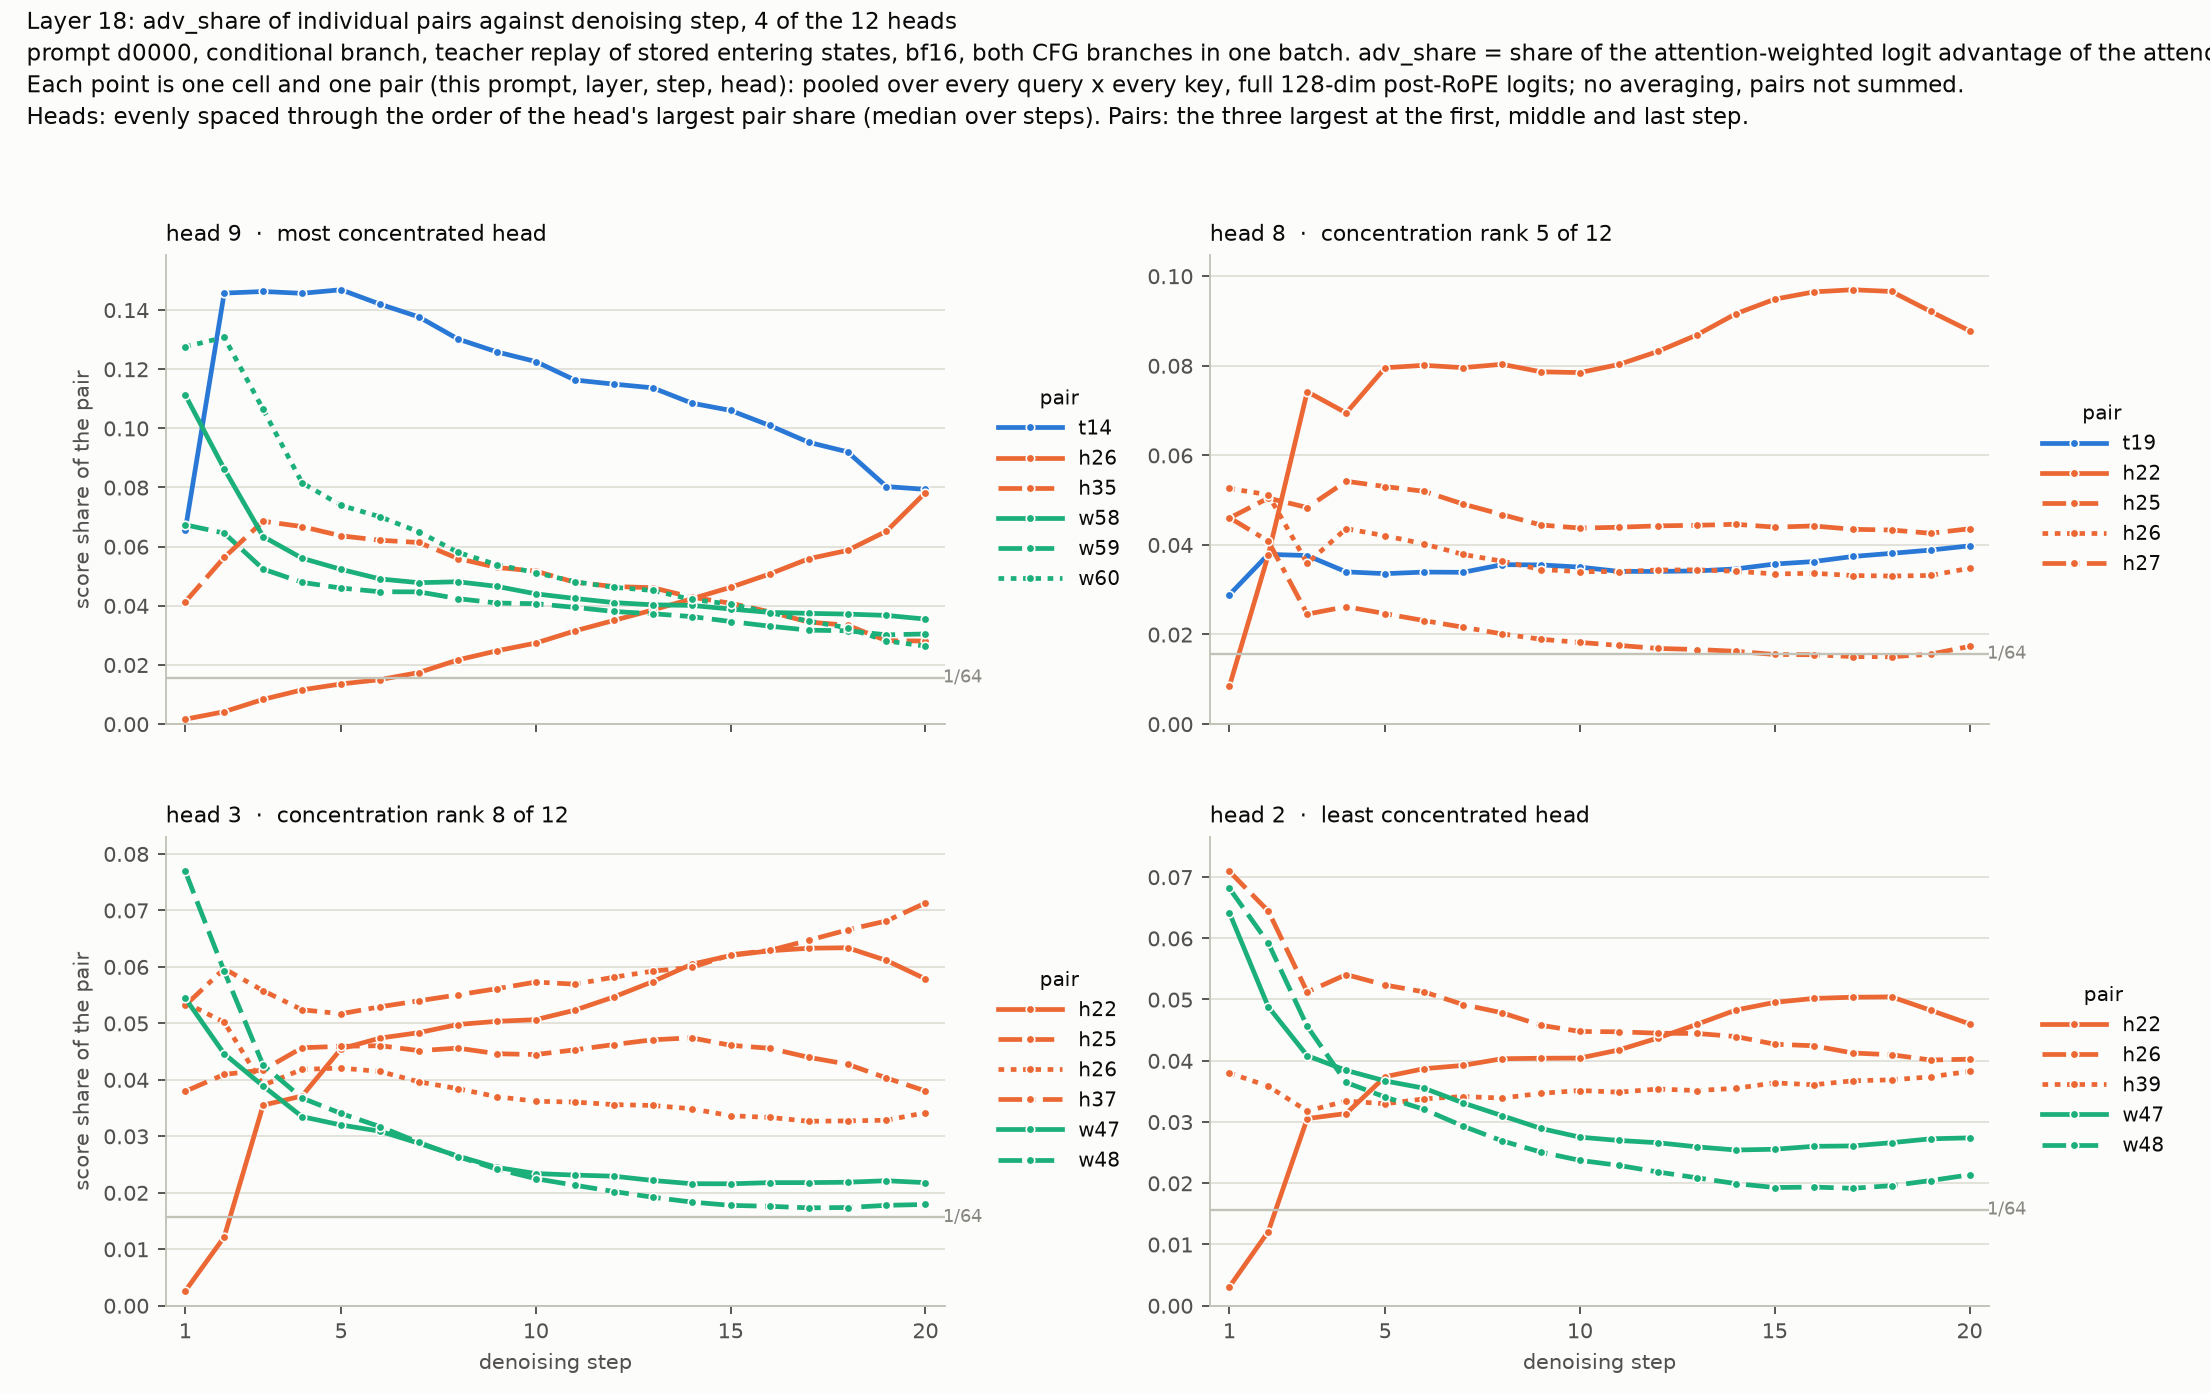 Layer 18: adv_share of individual pairs against denoising step, 4 of the 12 heads
prompt d0000, conditional branch, teacher replay of stored entering states, bf16, both CFG branches in one batch. adv_share = share of the attention-weighted logit advantage of the
Each point is one cell and one pair (this prompt, layer, step, head): pooled over every query x every key, full 128-dim post-RoPE logits; no averaging, pairs not summed.
Heads: evenly spaced through the order of the head's largest pair share (median over steps). Pairs: the three largest at the first, middle and last step.
head 9 · most concentrated head
score share of the pair
0.14
0.12
0.10
0.08
0.06
0.04
0.02
0.00
1/64
pair
t14
h26
h35
w58
w59
w60
head 8 · concentration rank 5 of 12
0.10
0.08
0.06
0.04
0.02
0.00
1/64
pair
t19
h22
h25
h26
h27
head 3 · concentration rank 8 of 12
score share of the pair
0.08
0.07
0.06
0.05
0.04
0.03
0.02
0.01
0.00
1/64
1
5
10
15
20
denoising step
pair
h22
h25
h26
h37
w47
w48
head 2 · least concentrated head
0.07
0.06
0.05
0.04
0.03
0.02
0.01
0.00
1/64
1
5
10
15
20
denoising step
pair
h22
h26
h39
w47
w48